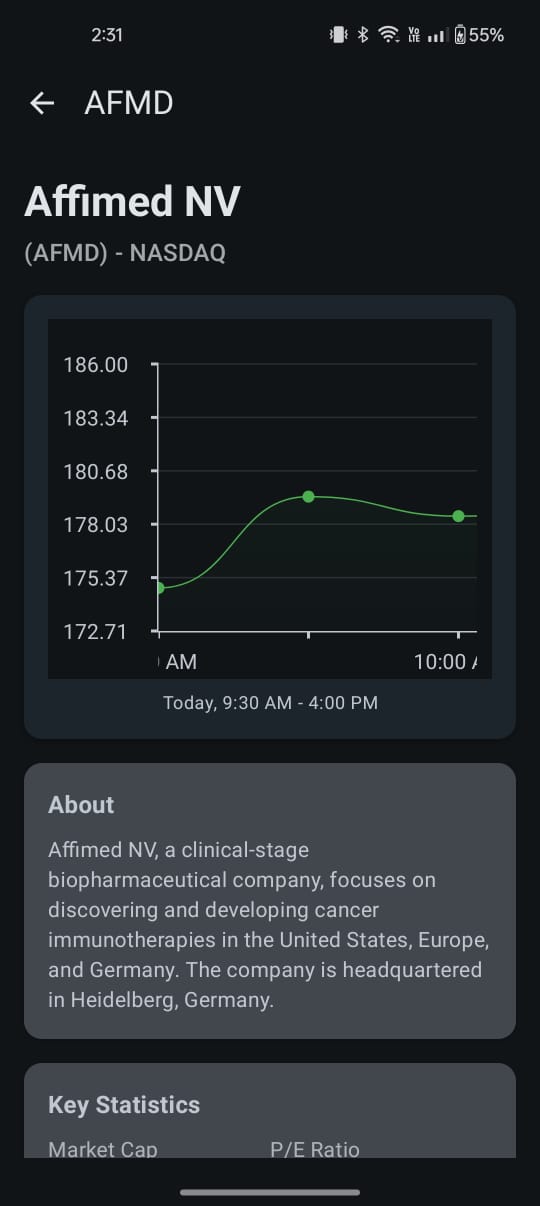 2:31
Vo LTE
55%
AFMD
Affimed NV
(AFMD) - NASDAQ
186.00
183.34
180.68
178.03
175.37
172.71
AM
10:00
Today, 9:30 AM - 4:00 PM
About
Affimed NV, a clinical-stage
biopharmaceutical company, focuses on
discovering and developing cancer
immunotherapies in the United States, Europe,
and Germany. The company is headquartered
in Heidelberg, Germany.
Key Statistics
Market Cap
P/E Ratio